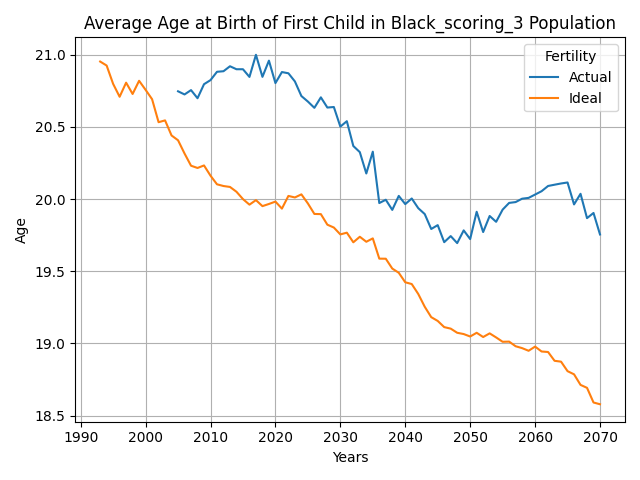 Average Age at Birth of First Child in Black_scoring_3 Population
Fertility
Actual
Ideal
Age
21.0
20.5
20.0
19.5
19.0
18.5
1990 2000 2010 2020 2030 2040 2050 2060 2070
Years